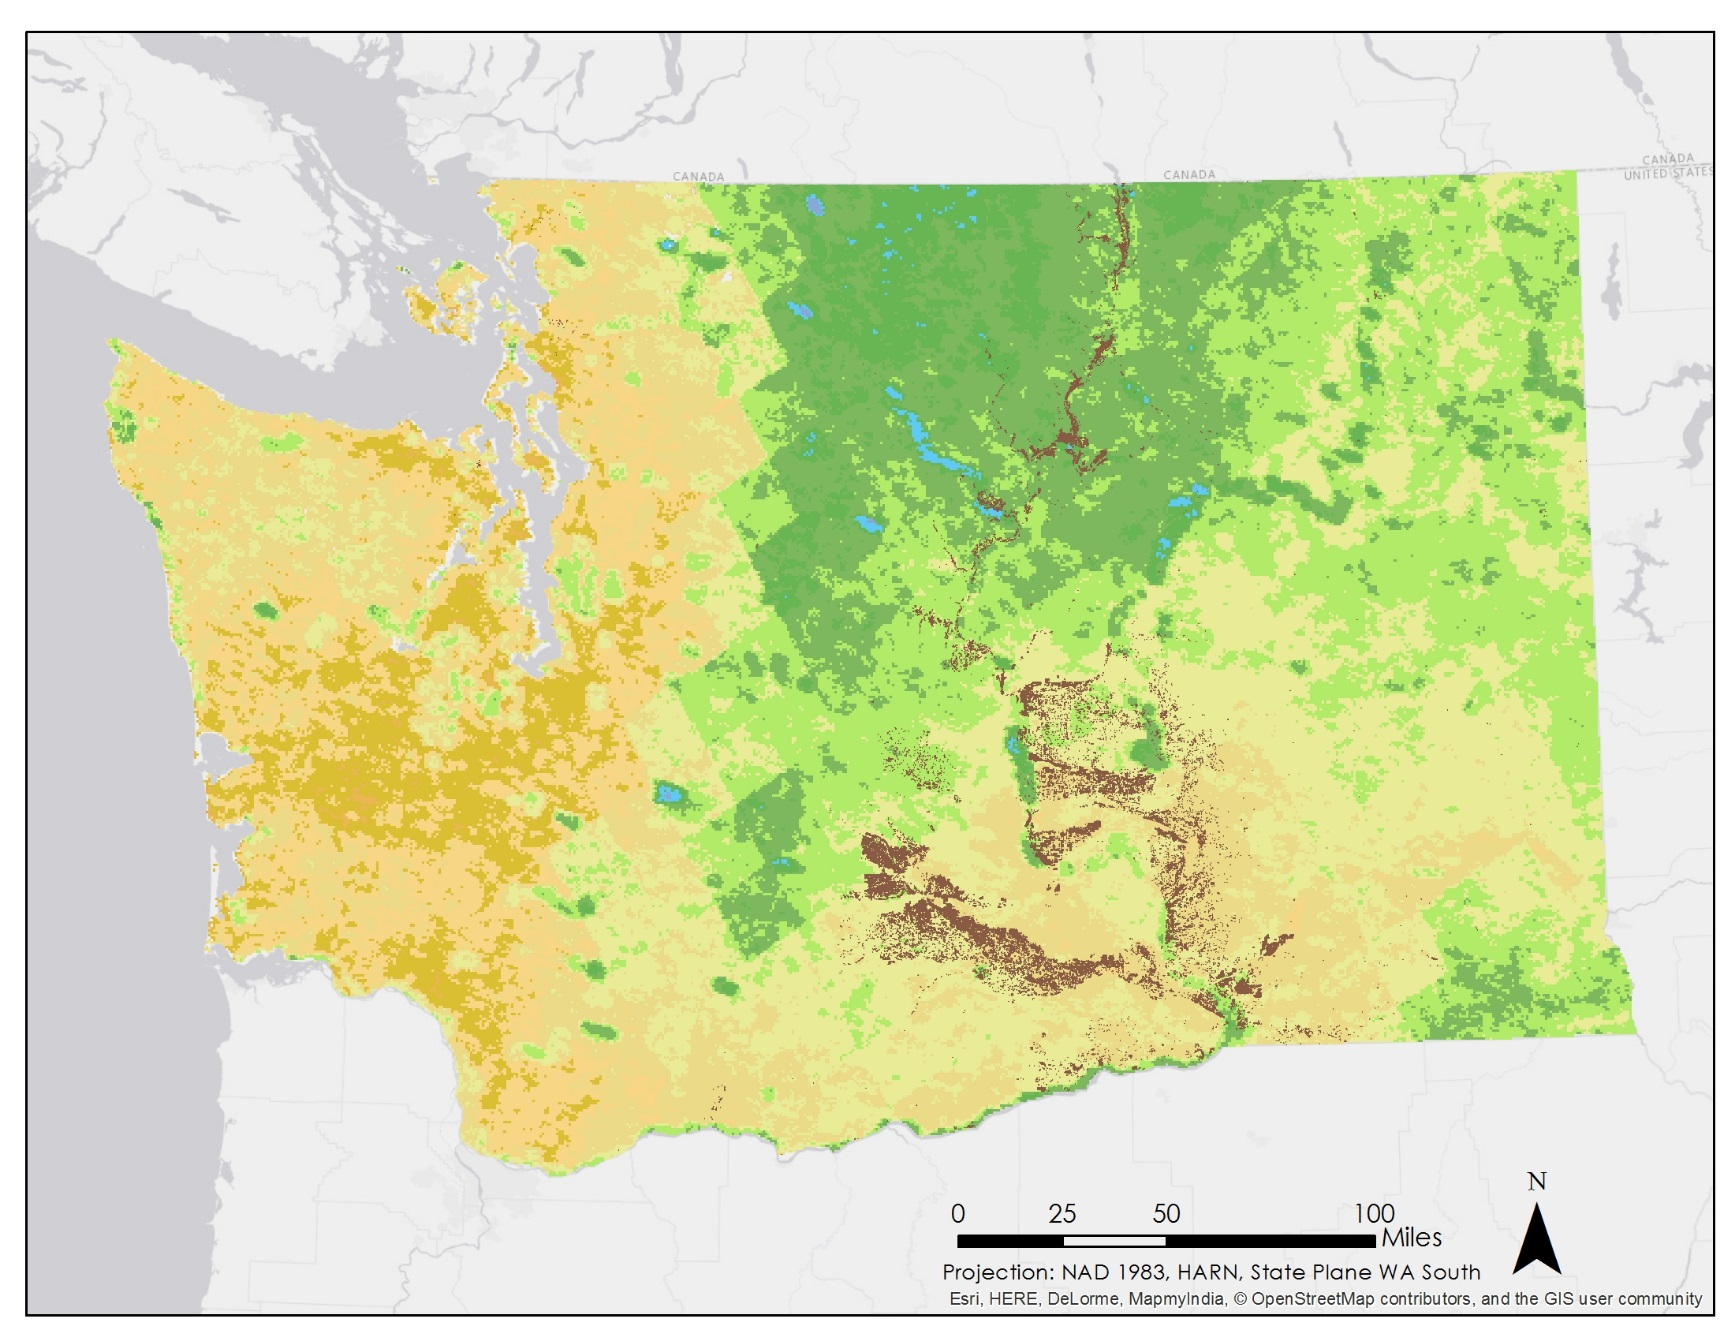 CANADA
CANADA
CANADA
UNITED STATES
N
0 25 50 100
Miles
Projection: NAD 1983, HARN, State Plane WA South
Esri, HERE, DeLorme, MapmyIndia, © OpenStreetMap contributors, and the GIS user community